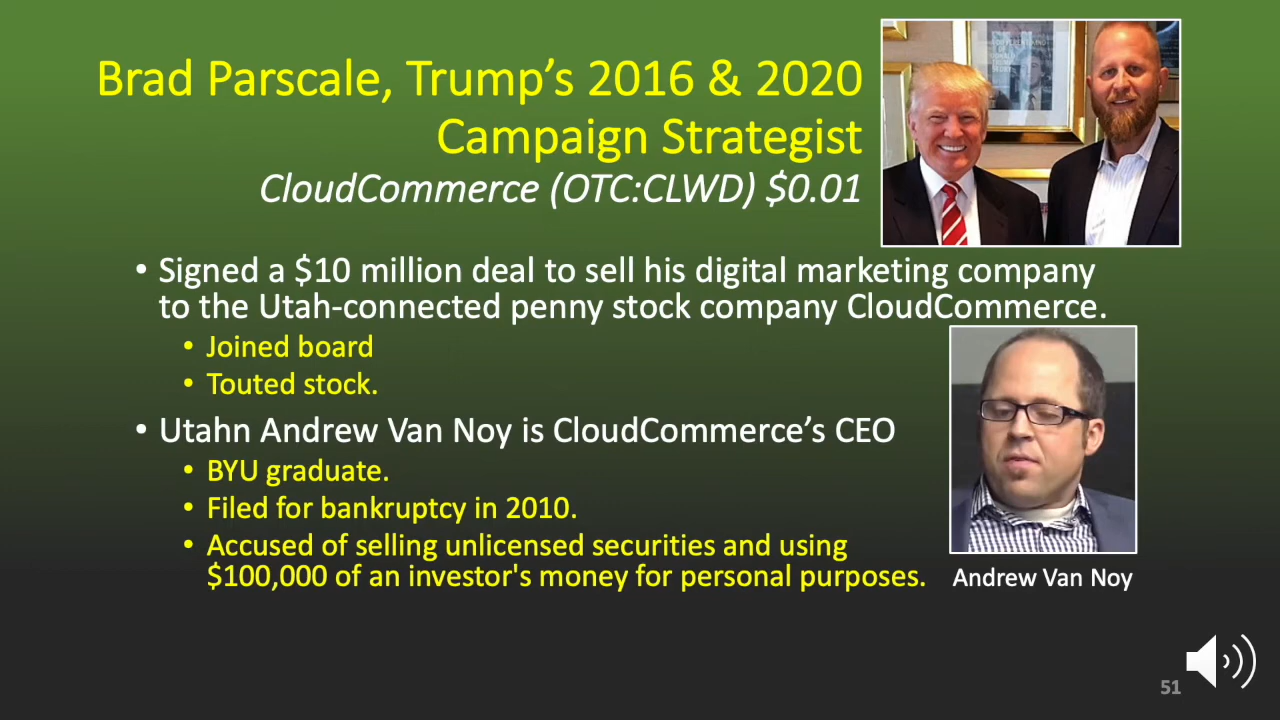 Brad Parscale, Trump’s 2016 & 2020
Campaign Strategist
CloudCommerce (OTC:CLWD) $0.01
• Signed a $10 million deal to sell his digital marketing company
to the Utah-connected penny stock company CloudCommerce.
• Joined board
• Touted stock.
• Utahn Andrew Van Noy is CloudCommerce’s CEO
• BYU graduate.
• Filed for bankruptcy in 2010.
• Accused of selling unlicensed securities and using
$100,000 of an investor's money for personal purposes.
Andrew Van Noy
51